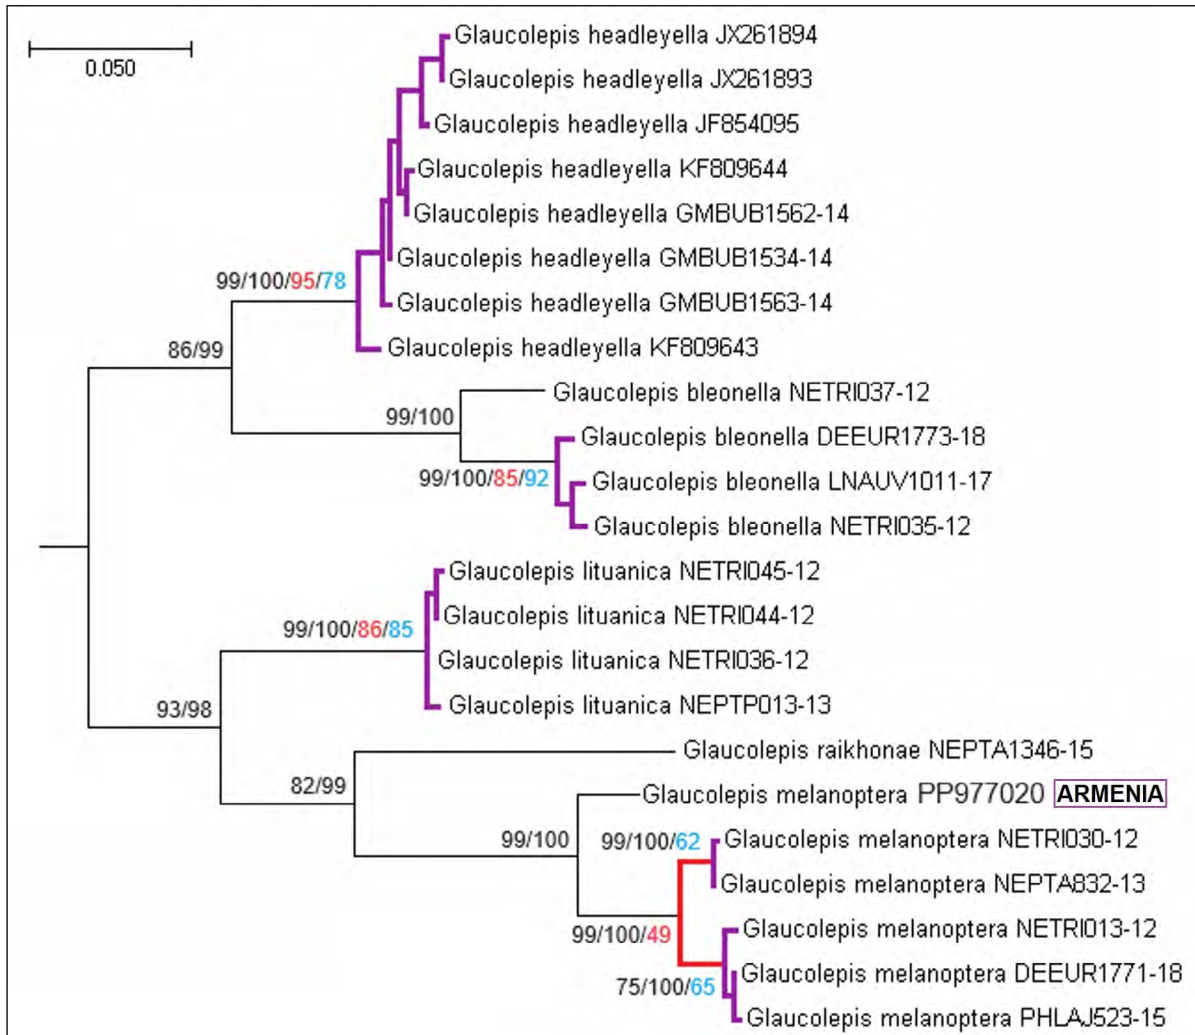 Glaucolepis headleyella JX261894
0.050
Glaucolepis headleyella JX261893
Glaucolepis headleyella JF854095
Glaucolepis headleyella KF809644
Glaucolepis headleyella GMBUB1562-14
Glaucolepis headleyella GMBUB1534-14
99/100/95/78
Glaucolepis headleyella GMBUB1563-14
86/99
Glaucolepis headleyella KF809643
Glaucolepis bleonella NETRI037-12
99/100
Glaucolepis bleonella DEEUR1773-18
99/100/85/92
Glaucolepis bleonella LNAUV1011-17
Glaucolepis bleonella NETRI035-12
Glaucolepis lituanica NETRI045-12
Glaucolepis lituanica NETRI044-12
99/100/86/85
Glaucolepis lituanica NETRI036-12
Glaucolepis lituanica NEPTP013-13
93/98
Glaucolepis raikhonae NEPTA1346-15
82/99
Glaucolepis melanoptera PP977020 ARMENIA
99/100
99/100/62
Glaucolepis melanoptera NETRI030-12
Glaucolepis melanoptera NEPTA832-13
99/100/49
Glaucolepis melanoptera NETRI013-12
75/100/65
Glaucolepis melanoptera DEEUR1771-18
Glaucolepis melanoptera PHLAJ523-15